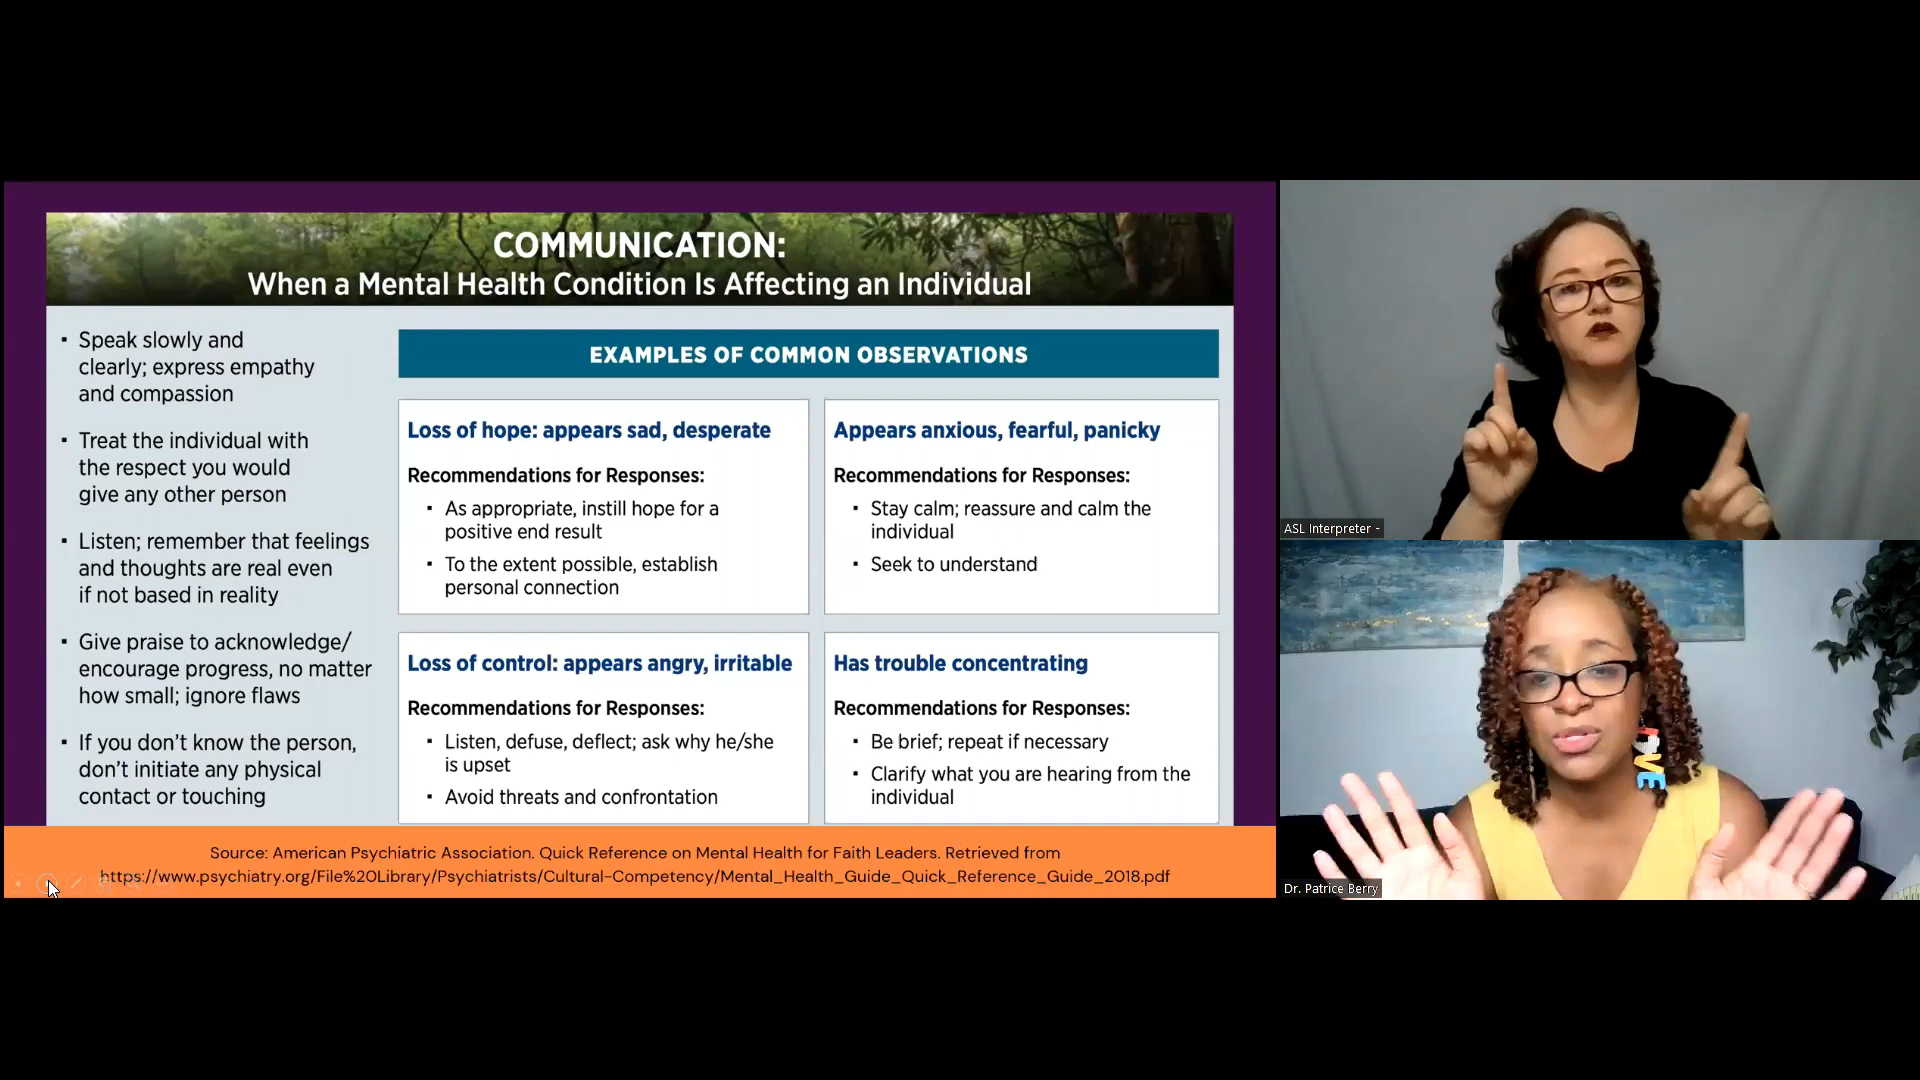 COMMUNICATION:
When a Mental Health Condition Is Affecting an Individual
▪ Speak slowly and
clearly; express empathy
and compassion
▪ Treat the individual with
the respect you would
give any other person
▪ Listen; remember that feelings
and thoughts are real even
if not based in reality
▪ Give praise to acknowledge/
encourage progress, no matter
how small; ignore flaws
▪ If you don’t know the person,
don’t initiate any physical
contact or touching
EXAMPLES OF COMMON OBSERVATIONS
Loss of hope: appears sad, desperate
Recommendations for Responses:
▪ As appropriate, instill hope for a
positive end result
▪ To the extent possible, establish
personal connection
Appears anxious, fearful, panicky
Recommendations for Responses:
▪ Stay calm; reassure and calm the
individual
▪ Seek to understand
Loss of control: appears angry, irritable
Recommendations for Responses:
▪ Listen, defuse, deflect; ask why he/she
is upset
▪ Avoid threats and confrontation
Has trouble concentrating
Recommendations for Responses:
▪ Be brief; repeat if necessary
▪ Clarify what you are hearing from the
individual
Source: American Psychiatric Association. Quick Reference on Mental Health for Faith Leaders. Retrieved from
https://www.psychiatry.org/File%20Library/Psychiatrists/Cultural-Competency/Mental_Health_Guide_Quick_Reference_Guide_2018.pdf
ASL Interpreter -
VE
Dr. Patrice Berry